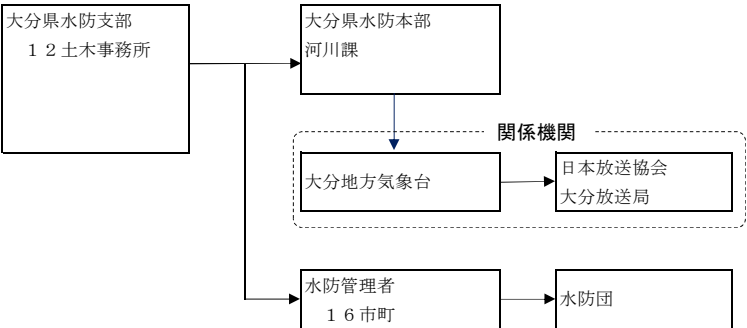 大分県水防支部
１２土木事務所
大分県水防本部
河川課
関係機関
大分地方気象台
日本放送協会
大分放送局
水防管理者
１６市町
水防団